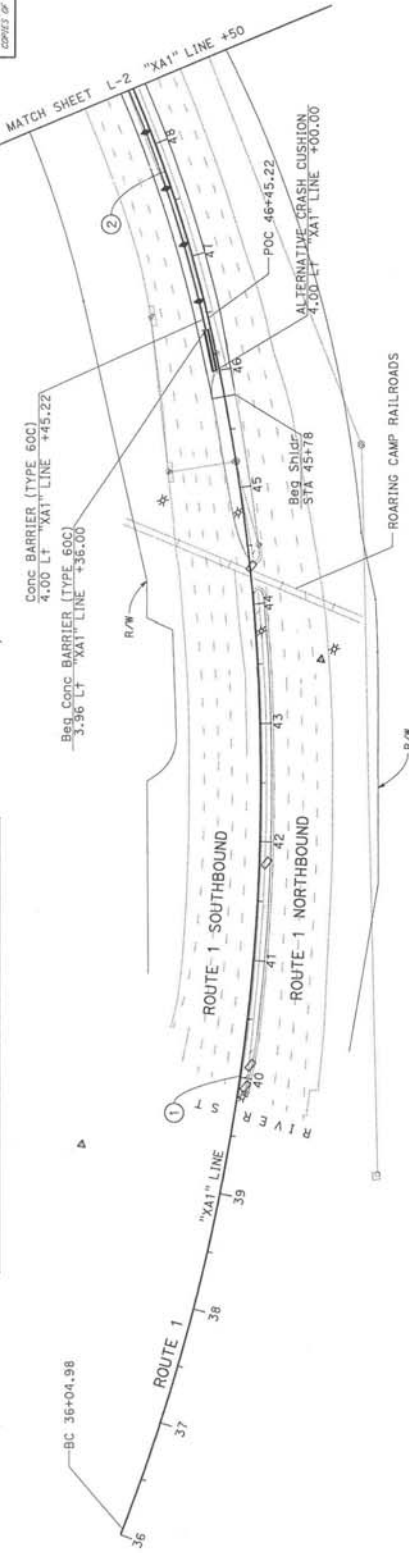 COPIES OF
MATCH SHEET L-2 "XA1" LINE +50
Conc BARRIER (TYPE 60C)
4.00 Lt "XA1" LINE +45.22
Beg Conc BARRIER (TYPE 60C)
3.96 Lt "XA1" LINE +36.00
R/W
BC 36+04.98
ROUTE 1
"XA1" LINE
36
37
38
39
40
41
42
43
44
45
46
47
48
1
2
RIVER ST
ROUTE 1 SOUTHBOUND
ROUTE 1 NORTHBOUND
Beg Shldr
STA 45+78
POC 46+45.22
ALTERNATIVE CRASH CUSHION
4.00 Lt "XA1" LINE +00.00
ROARING CAMP RAILROADS
R/W